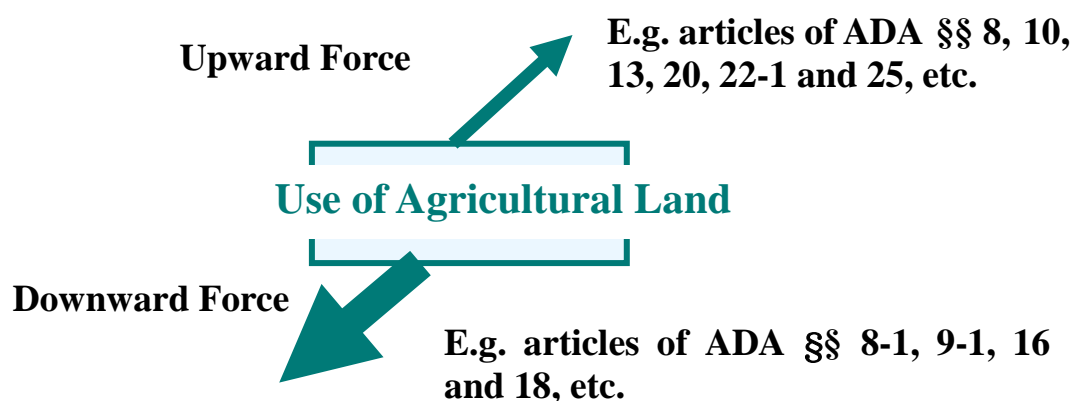 Upward Force
E.g. articles of ADA §§ 8, 10,
13, 20, 22-1 and 25, etc.
Use of Agricultural Land
Downward Force
E.g. articles of ADA §§ 8-1, 9-1, 16
and 18, etc.